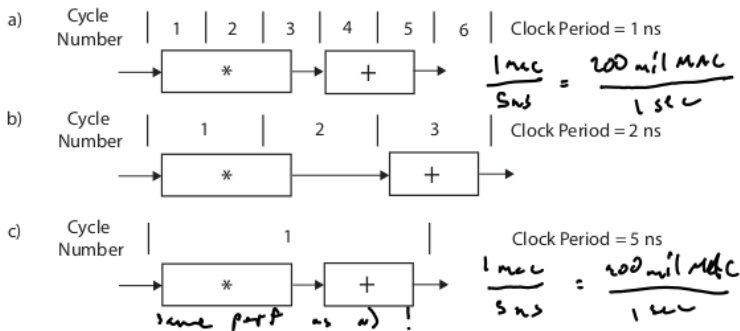 a) Cycle Number 1 2 3 4 5 6 Clock Period = 1 ns
* +
1 mac / 5 ns = 200 mil MAC / 1 sec
b) Cycle Number 1 2 3 Clock Period = 2 ns
* +
c) Cycle Number 1 Clock Period = 5 ns
* +
1 mac / 5 ns = 200 mil MAC / 1 sec
same perf as a) !